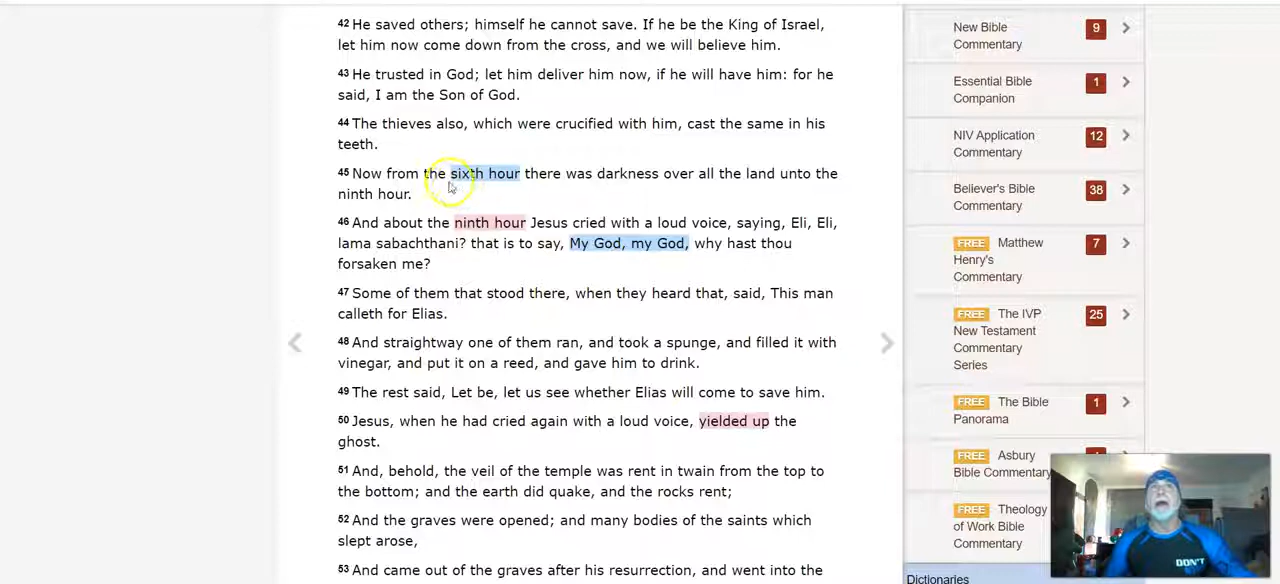 42 He saved others; himself he cannot save. If he be the King of Israel,
let him now come down from the cross, and we will believe him.
43 He trusted in God; let him deliver him now, if he will have him: for he
said, I am the Son of God.
44 The thieves also, which were crucified with him, cast the same in his
teeth.
45 Now from the sixth hour there was darkness over all the land unto the
ninth hour.
46 And about the ninth hour Jesus cried with a loud voice, saying, Eli, Eli,
lama sabachthani? that is to say, My God, my God, why hast thou
forsaken me?
47 Some of them that stood there, when they heard that, said, This man
calleth for Elias.
48 And straightway one of them ran, and took a spunge, and filled it with
vinegar, and put it on a reed, and gave him to drink.
49 The rest said, Let be, let us see whether Elias will come to save him.
50 Jesus, when he had cried again with a loud voice, yielded up the
ghost.
51 And, behold, the veil of the temple was rent in twain from the top to
the bottom; and the earth did quake, and the rocks rent;
52 And the graves were opened; and many bodies of the saints which
slept arose,
53 And came out of the graves after his resurrection, and went into the
New Bible 9
Commentary
Essential Bible 1
Companion
NIV Application 12
Commentary
Believer's Bible 38
Commentary
FREE Matthew 7
Henry's
Commentary
FREE The IVP 25
New Testament
Commentary
Series
FREE The Bible 1
Panorama
FREE Asbury
Bible Commentary
FREE Theology
of Work Bible
Commentary
Dictionaries
DON'T